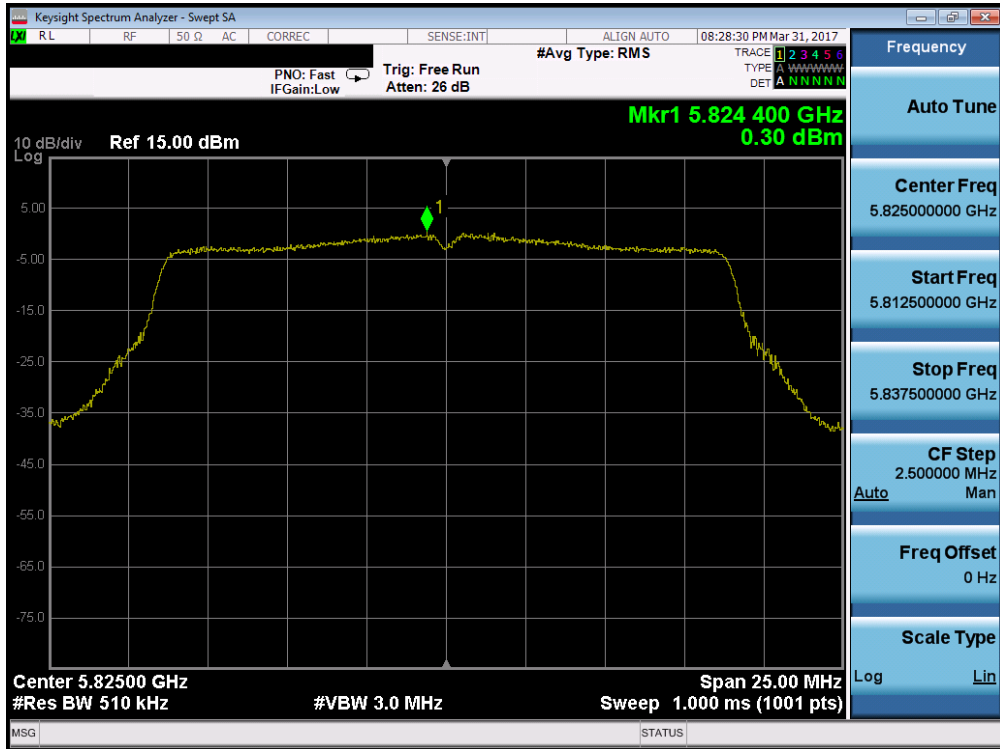 Keysight Spectrum Analyzer - Swept SA
LXI RL RF 50 Ω AC CORREC SENSE:INT ALIGN AUTO 08:28:30 PM Mar 31, 2017
#Avg Type: RMS
TRACE 1 2 3 4 5 6
TYPE A WWWWW
DET A N N N N N
PNO: Fast Trig: Free Run
IFGain:Low Atten: 26 dB
Mkr1 5.824 400 GHz
0.30 dBm
10 dB/div Ref 15.00 dBm
Log
1
5.00
-5.00
-15.0
-25.0
-35.0
-45.0
-55.0
-65.0
-75.0
Center 5.82500 GHz Span 25.00 MHz
#Res BW 510 kHz #VBW 3.0 MHz Sweep 1.000 ms (1001 pts)
MSG STATUS
Frequency
Auto Tune
Center Freq
5.825000000 GHz
Start Freq
5.812500000 GHz
Stop Freq
5.837500000 GHz
CF Step
2.500000 MHz
Auto Man
Freq Offset
0 Hz
Scale Type
Log Lin